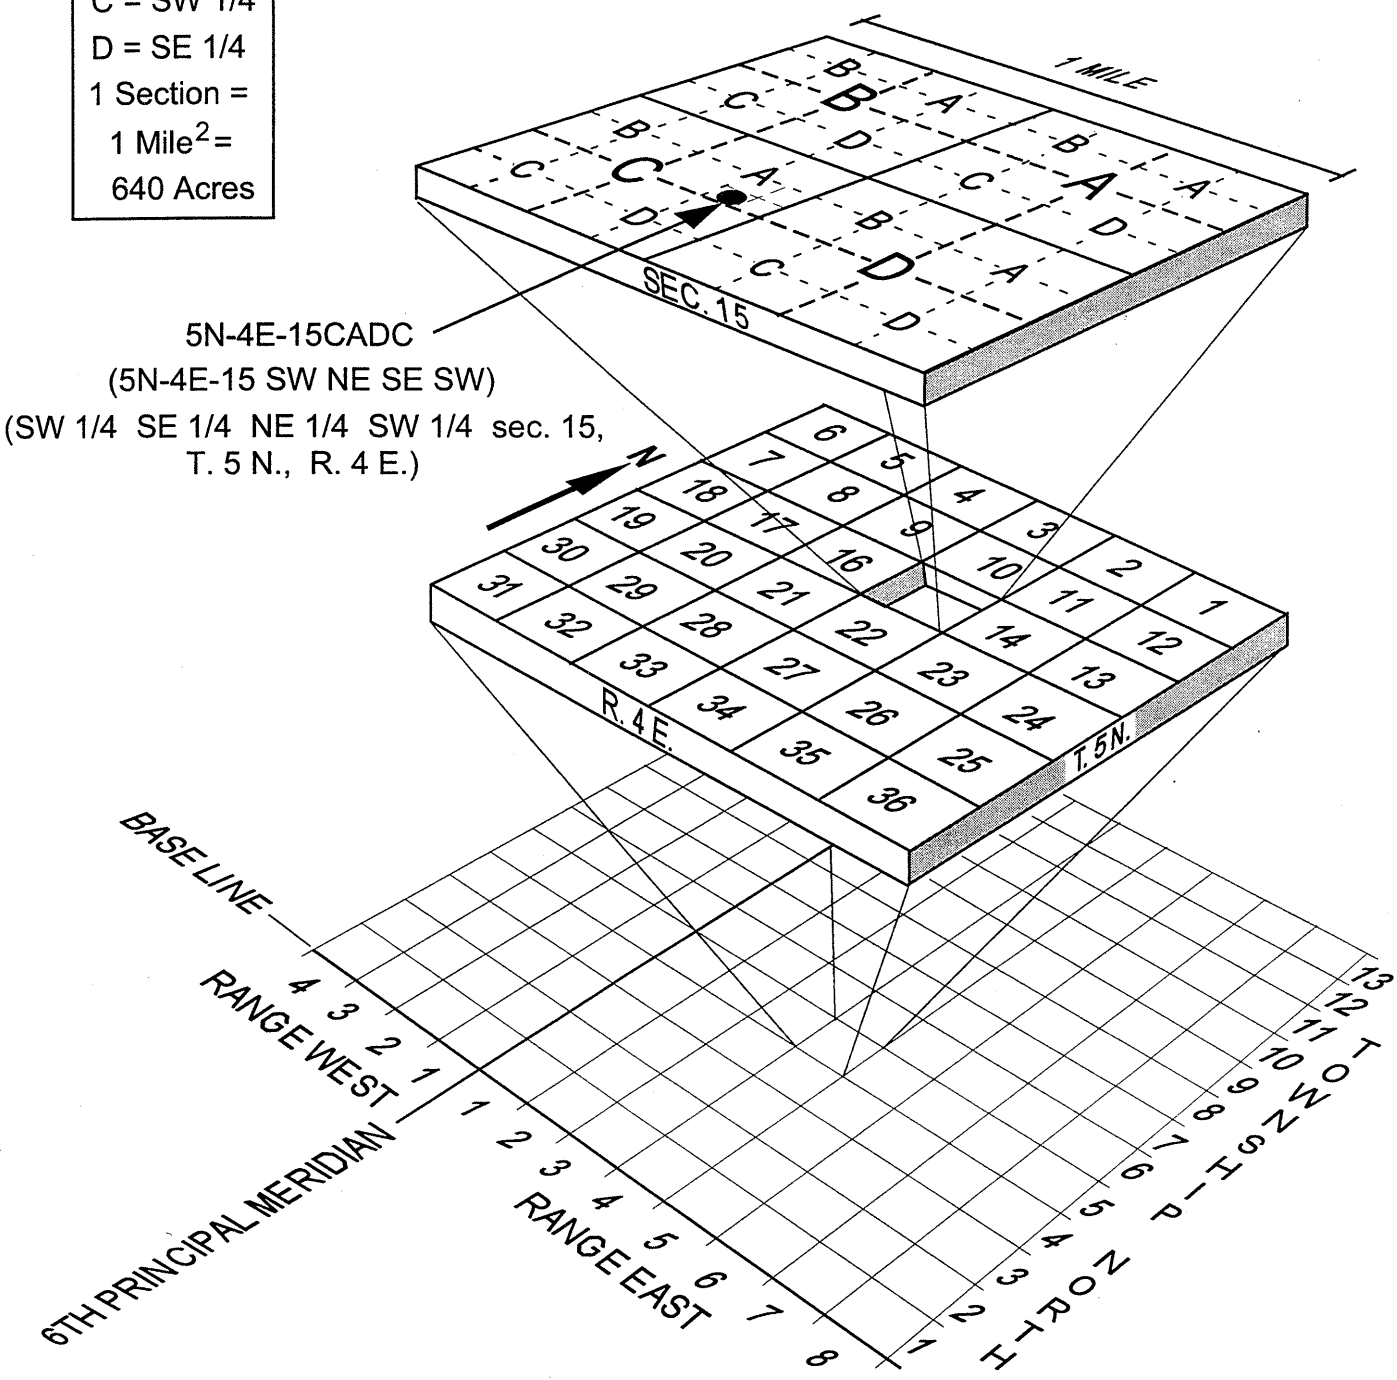 C = SW 1/4
D = SE 1/4
1 Section =
1 Mile2 =
640 Acres
1 MILE
B
B
A
C
B
D
B
C
A
A
C
D
B
C
A
C
D
B
A
C
D
D
SEC. 15
5N-4E-15CADC
(5N-4E-15 SW NE SE SW)
(SW 1/4 SE 1/4 NE 1/4 SW 1/4 sec. 15,
T. 5 N., R. 4 E.)
N
6 5 4 3 2 1
7 8 9 10 11 12
18 17 16 14 13
19 20 21 22 23 24
30 29 28 27 26 25
31 32 33 34 35 36
R. 4 E.
T. 5 N.
BASE LINE
4 3 2 1
RANGE WEST
6TH PRINCIPAL MERIDIAN
1 2 3 4 5 6 7 8
RANGE EAST
13
12
11
10
9
8
7
6
5
4
3
2
1
TOWNSHIP NORTH